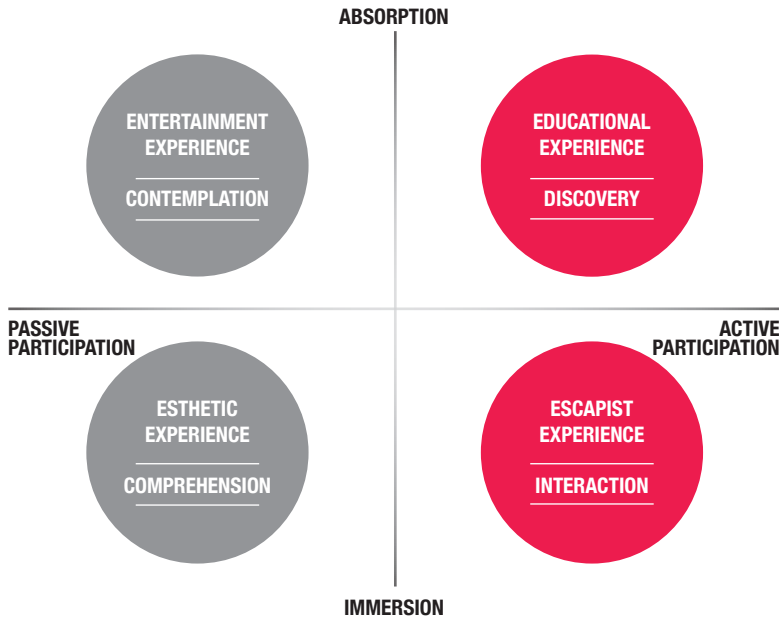 ABSORPTION
ENTERTAINMENT
EXPERIENCE
CONTEMPLATION
EDUCATIONAL
EXPERIENCE
DISCOVERY
PASSIVE
PARTICIPATION
ACTIVE
PARTICIPATION
ESTHETIC
EXPERIENCE
COMPREHENSION
ESCAPIST
EXPERIENCE
INTERACTION
IMMERSION